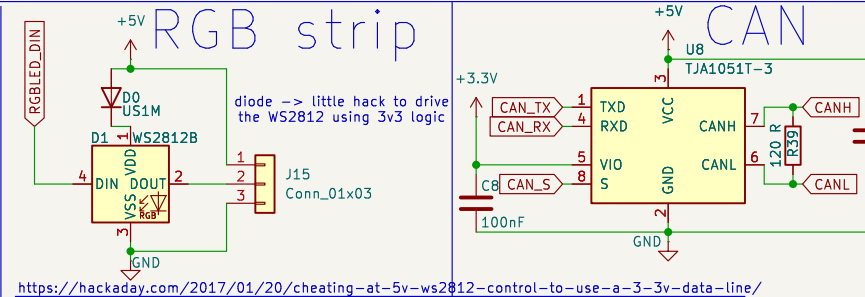 RGB strip
+5V
RGBLED_DIN
D0
US1M
diode -> little hack to drive
the WS2812 using 3v3 logic
D1
WS2812B
1
VDD
4
DIN
DOUT
2
VSS
RGB
3
GND
1
2
3
J15
Conn_01x03
CAN
+5V
U8
TJA1051T-3
+3.3V
3
VCC
CAN_TX
1
TXD
CAN_RX
4
RXD
5
VIO
CAN_S
8
S
CANH
7
CANL
6
GND
2
CANH
120 R
R39
CANL
C8
100nF
GND
https://hackaday.com/2017/01/20/cheating-at-5v-ws2812-control-to-use-a-3-3v-data-line/